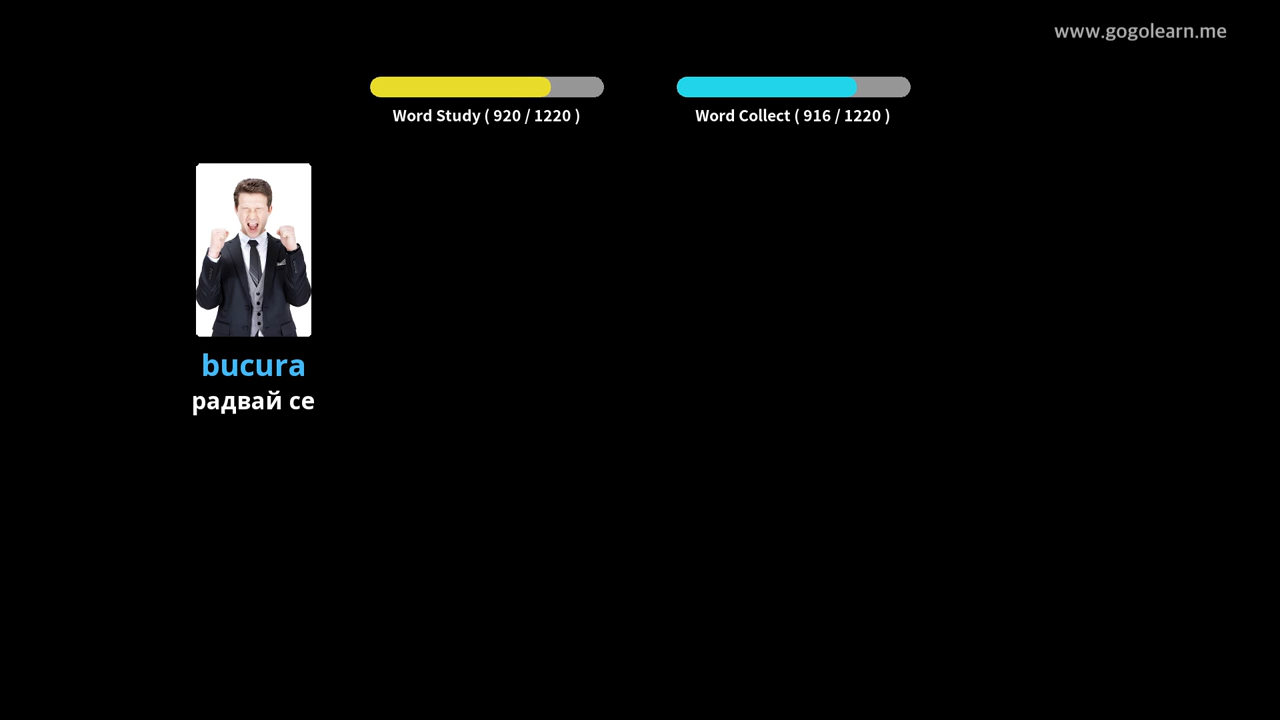 www.gogolearn.me
Word Study ( 920 / 1220 )
Word Collect ( 916 / 1220 )
bucura
радвай се